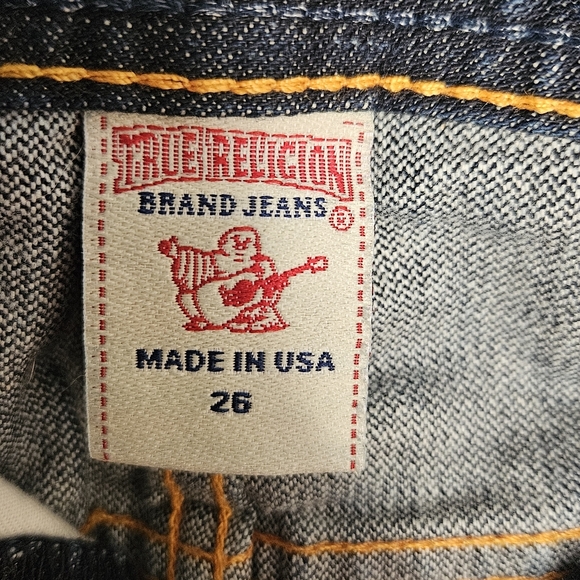 TRUE RELIGION
BRAND JEANS ®
MADE IN USA
26